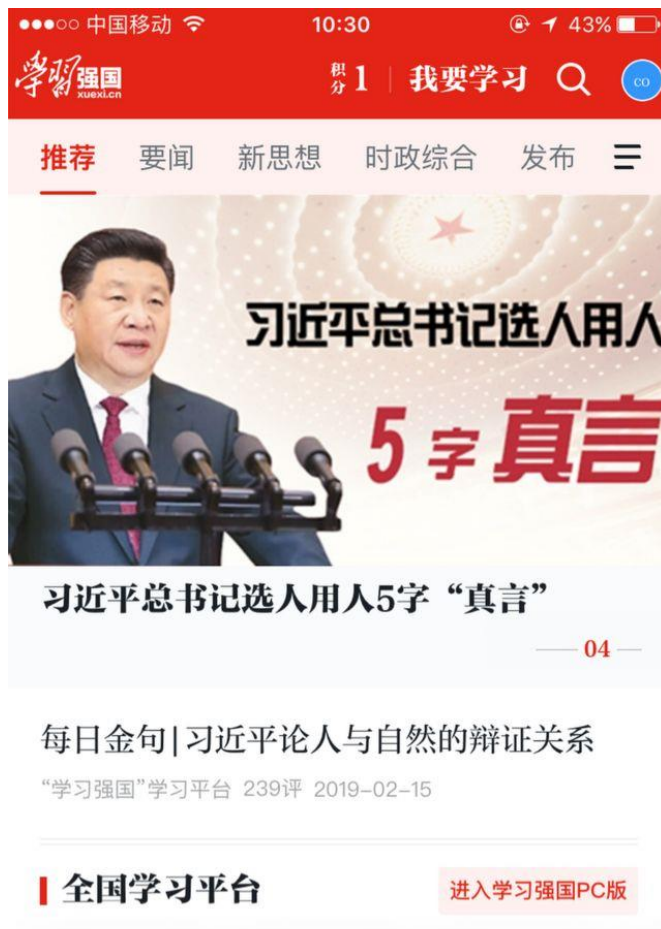 中国移动 10:30 43%
学习强国 积分 1 我要学习 CO
xuexi.cn
推荐 要闻 新思想 时政综合 发布
习近平总书记选人用人
5字真言
习近平总书记选人用人5字“真言”
04
每日金句|习近平论人与自然的辩证关系
“学习强国”学习平台 239评 2019-02-15
全国学习平台 进入学习强国PC版